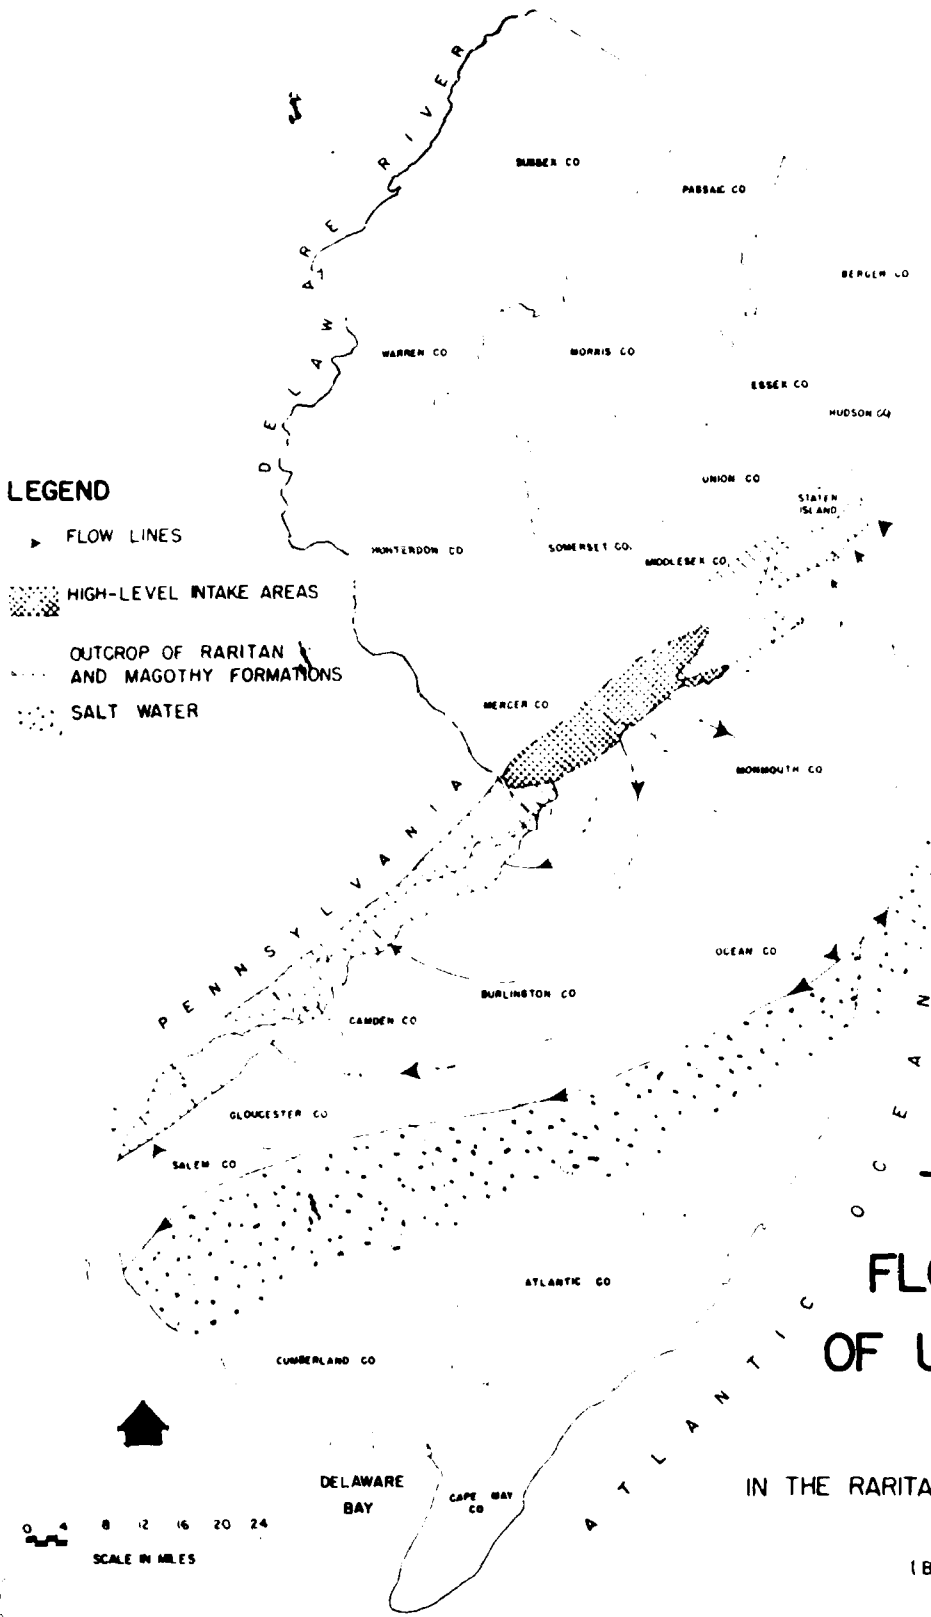 DELAWARE RIVER
SUSSEX CO
PASSAIC CO
BERGEN CO
WARREN CO
MORRIS CO
ESSEX CO
HUDSON CO
UNION CO
STATEN
ISLAND
HUNTERDON CO
SOMERSET CO.
MIDDLESEX CO.
LEGEND
FLOW LINES
HIGH-LEVEL INTAKE AREAS
OUTCROP OF RARITAN
AND MAGOTHY FORMATIONS
SALT WATER
MERCER CO
MONMOUTH CO
PENNSYLVANIA
OCEAN CO
BURLINGTON CO
CAMDEN CO
GLOUCESTER CO
SALEM CO
ATLANTIC OCEAN
ATLANTIC CO
CUMBERLAND CO
DELAWARE
BAY
CAPE MAY
CO
FLO
OF U
IN THE RARITA
(B
0 4 8 12 16 20 24
SCALE IN MILES